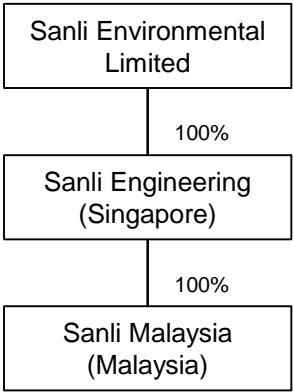 Sanli Environmental
Limited
100%
Sanli Engineering
(Singapore)
100%
Sanli Malaysia
(Malaysia)